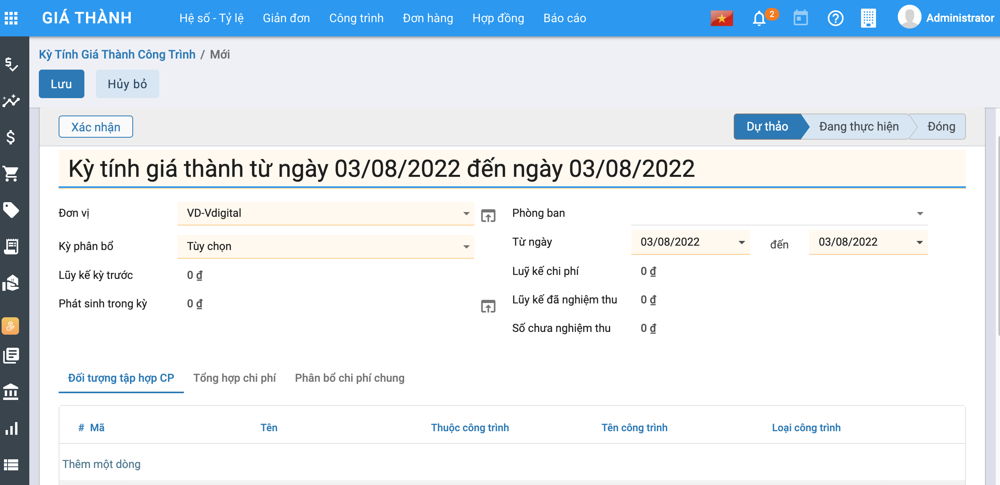 GIÁ THÀNH Hệ số - Tỷ lệ Giản đơn Công trình Đơn hàng Hợp đồng Báo cáo 2 Administrator
Kỳ Tính Giá Thành Công Trình / Mới
Lưu Hủy bỏ
Xác nhận Dự thảo Đang thực hiện Đóng
Kỳ tính giá thành từ ngày 03/08/2022 đến ngày 03/08/2022
Đơn vị VD-Vdigital Phòng ban
Kỳ phân bổ Tùy chọn Từ ngày 03/08/2022 đến 03/08/2022
Lũy kế kỳ trước 0 ₫ Luỹ kế chi phí 0 ₫
Phát sinh trong kỳ 0 ₫ Lũy kế đã nghiệm thu 0 ₫
Số chưa nghiệm thu 0 ₫
Đối tượng tập hợp CP Tổng hợp chi phí Phân bổ chi phí chung
# Mã Tên Thuộc công trình Tên công trình Loại công trình
Thêm một dòng